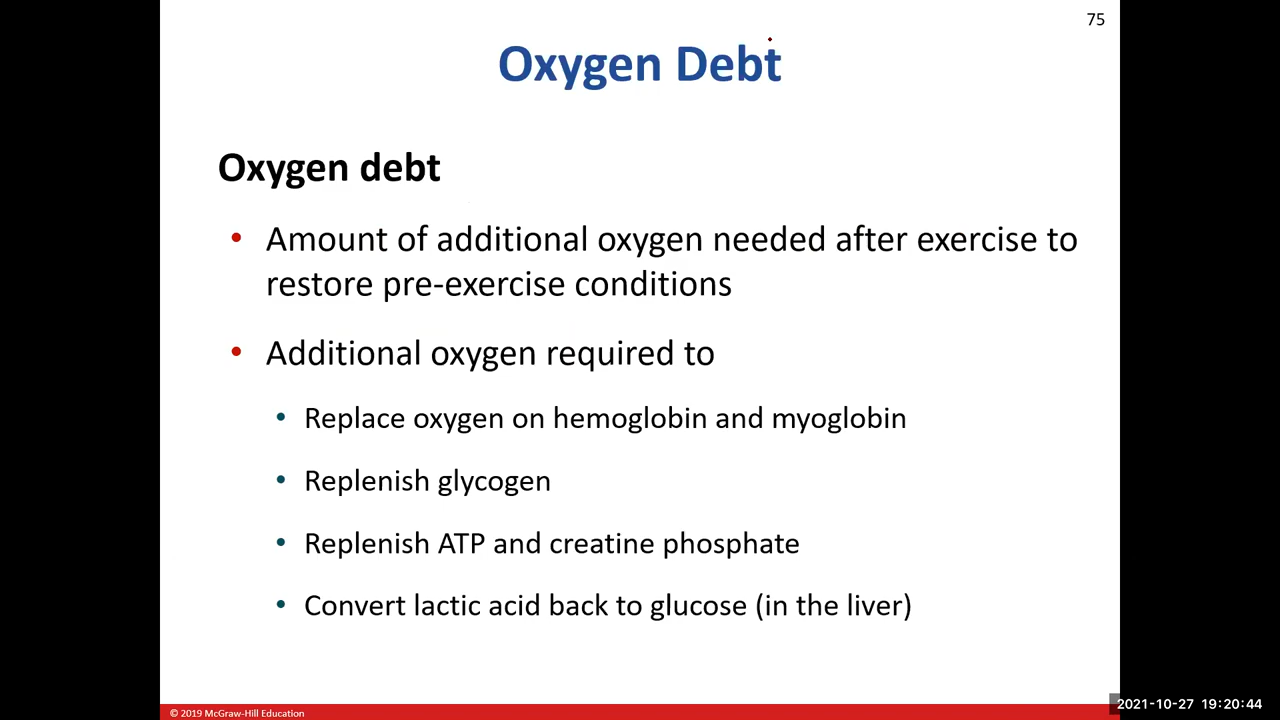 75
Oxygen Debt
Oxygen debt
• Amount of additional oxygen needed after exercise to
restore pre-exercise conditions
• Additional oxygen required to
• Replace oxygen on hemoglobin and myoglobin
• Replenish glycogen
• Replenish ATP and creatine phosphate
• Convert lactic acid back to glucose (in the liver)
© 2019 McGraw-Hill Education
2021-10-27 19:20:44